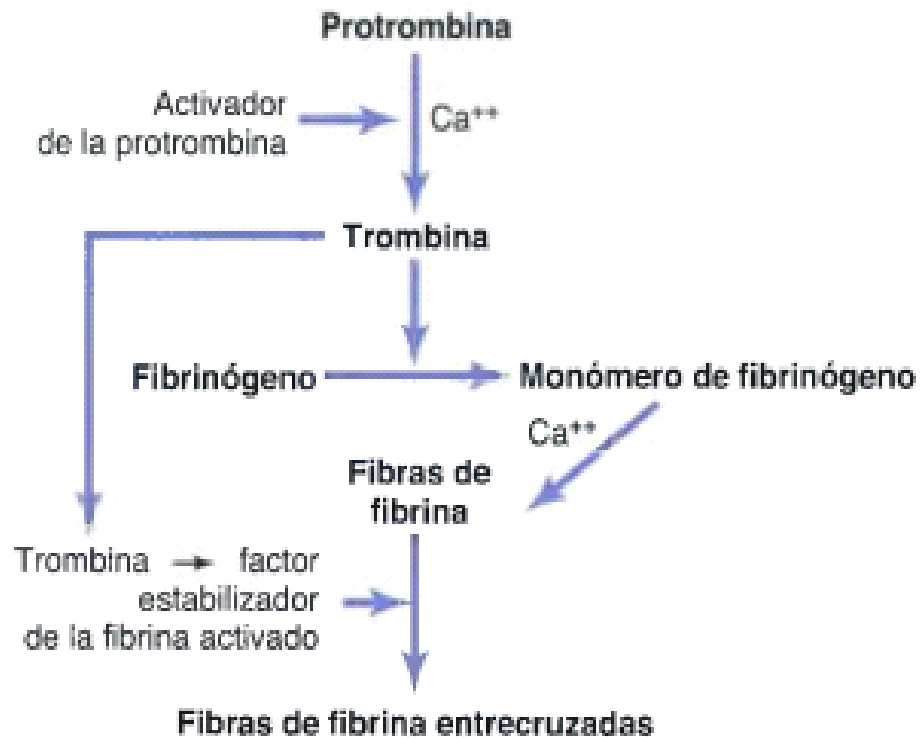 Protrombina
Activador
de la protrombina
Ca++
Trombina
Fibrinógeno
Monómero de fibrinógeno
Ca++
Fibras de
fibrina
Trombina → factor
estabilizador
de la fibrina activado
Fibras de fibrina entrecruzadas